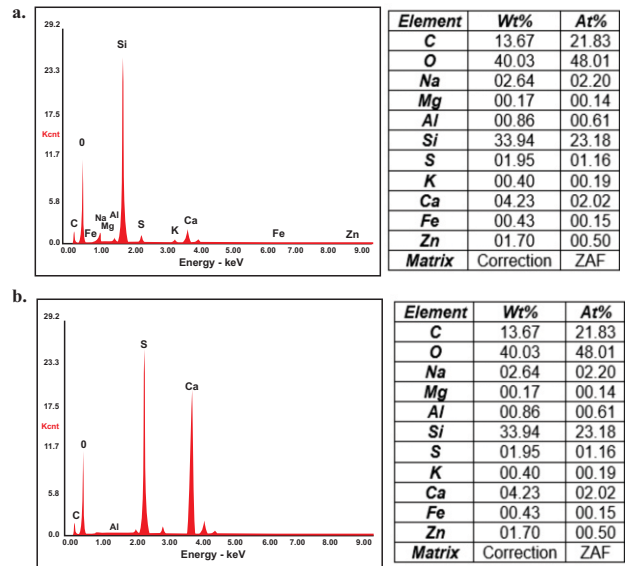 a.
29.2
23.3
17.5
Kcnt
11.7
5.8
0.0
C
0
Fe
Na
Mg
Al
Si
S
K
Ca
Fe
Zn
0.00 1.00 2.00 3.00 4.00 5.00 6.00 7.00 8.00 9.00
Energy - keV
Element Wt% At%
C 13.67 21.83
O 40.03 48.01
Na 02.64 02.20
Mg 00.17 00.14
Al 00.86 00.61
Si 33.94 23.18
S 01.95 01.16
K 00.40 00.19
Ca 04.23 02.02
Fe 00.43 00.15
Zn 01.70 00.50
Matrix Correction ZAF
b.
29.2
23.3
17.5
Kcnt
11.7
5.8
0.0
C
0
Al
S
Ca
0.00 1.00 2.00 3.00 4.00 5.00 6.00 7.00 8.00 9.00
Energy - keV
Element Wt% At%
C 13.67 21.83
O 40.03 48.01
Na 02.64 02.20
Mg 00.17 00.14
Al 00.86 00.61
Si 33.94 23.18
S 01.95 01.16
K 00.40 00.19
Ca 04.23 02.02
Fe 00.43 00.15
Zn 01.70 00.50
Matrix Correction ZAF